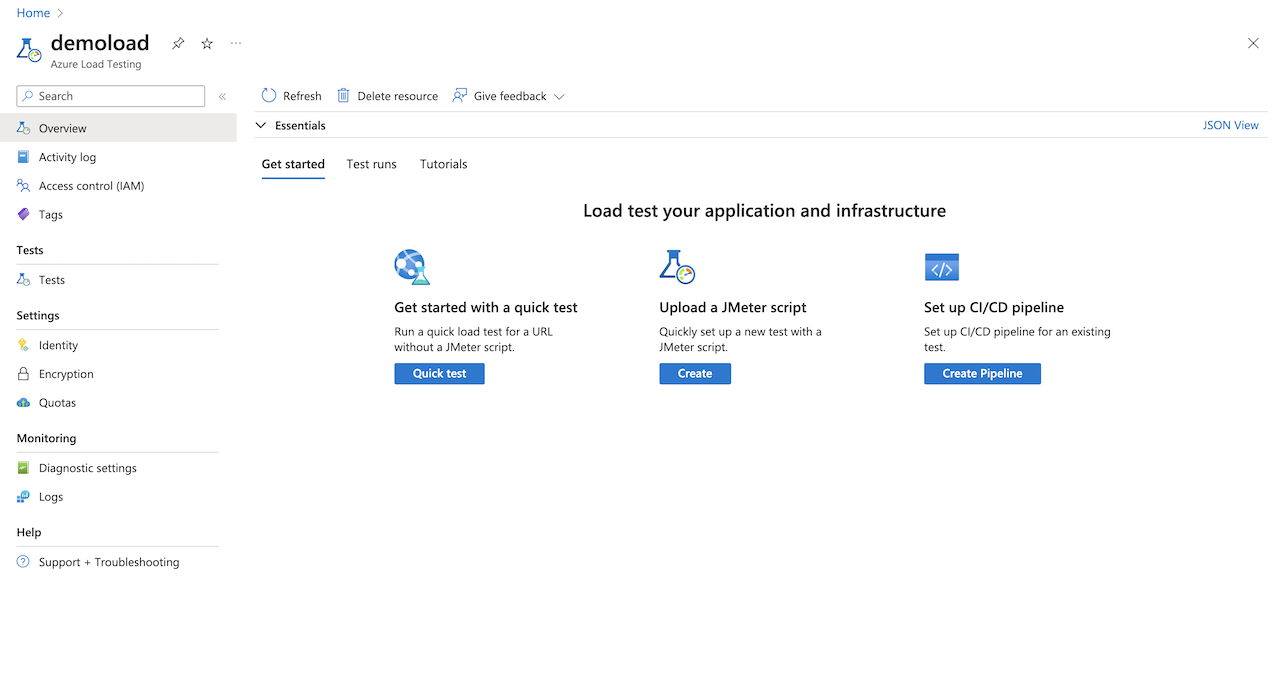 Home
demoload
Azure Load Testing
Search
Overview
Activity log
Access control (IAM)
Tags
Tests
Tests
Settings
Identity
Encryption
Quotas
Monitoring
Diagnostic settings
Logs
Help
Support + Troubleshooting
Refresh Delete resource Give feedback
Essentials JSON View
Get started Test runs Tutorials
Load test your application and infrastructure
Get started with a quick test
Run a quick load test for a URL
without a JMeter script.
Quick test
Upload a JMeter script
Quickly set up a new test with a
JMeter script.
Create
Set up CI/CD pipeline
Set up CI/CD pipeline for an existing
test.
Create Pipeline